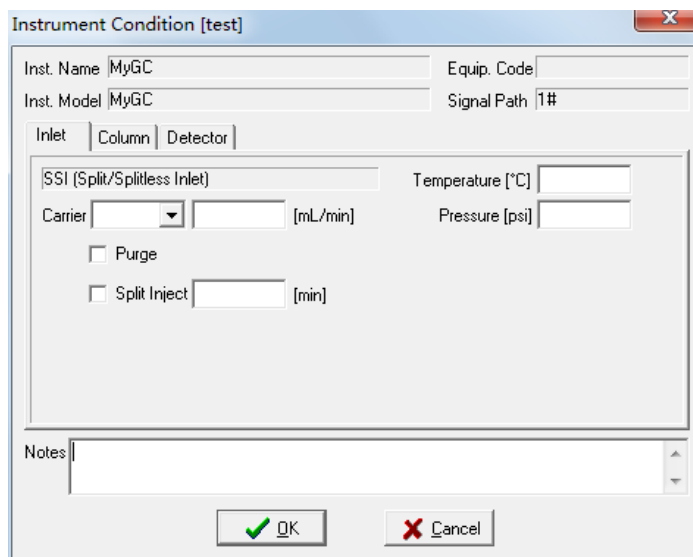 Instrument Condition [test]
Inst. Name MyGC Equip. Code
Inst. Model MyGC Signal Path 1#
Inlet Column Detector
SSI (Split/Splitless Inlet) Temperature [°C]
Carrier [mL/min] Pressure [psi]
Purge
Split Inject [min]
Notes
OK Cancel